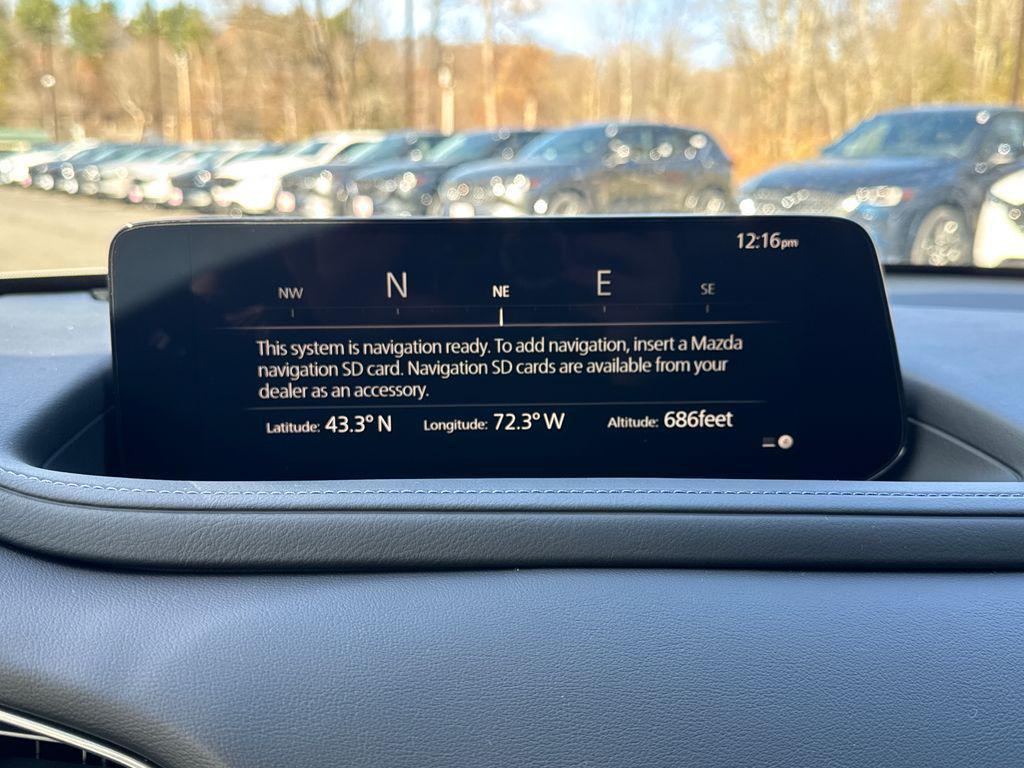 12:16pm
NW N NE E SE
This system is navigation ready. To add navigation, insert a Mazda
navigation SD card. Navigation SD cards are available from your
dealer as an accessory.
Latitude: 43.3° N Longitude: 72.3° W Altitude: 686feet